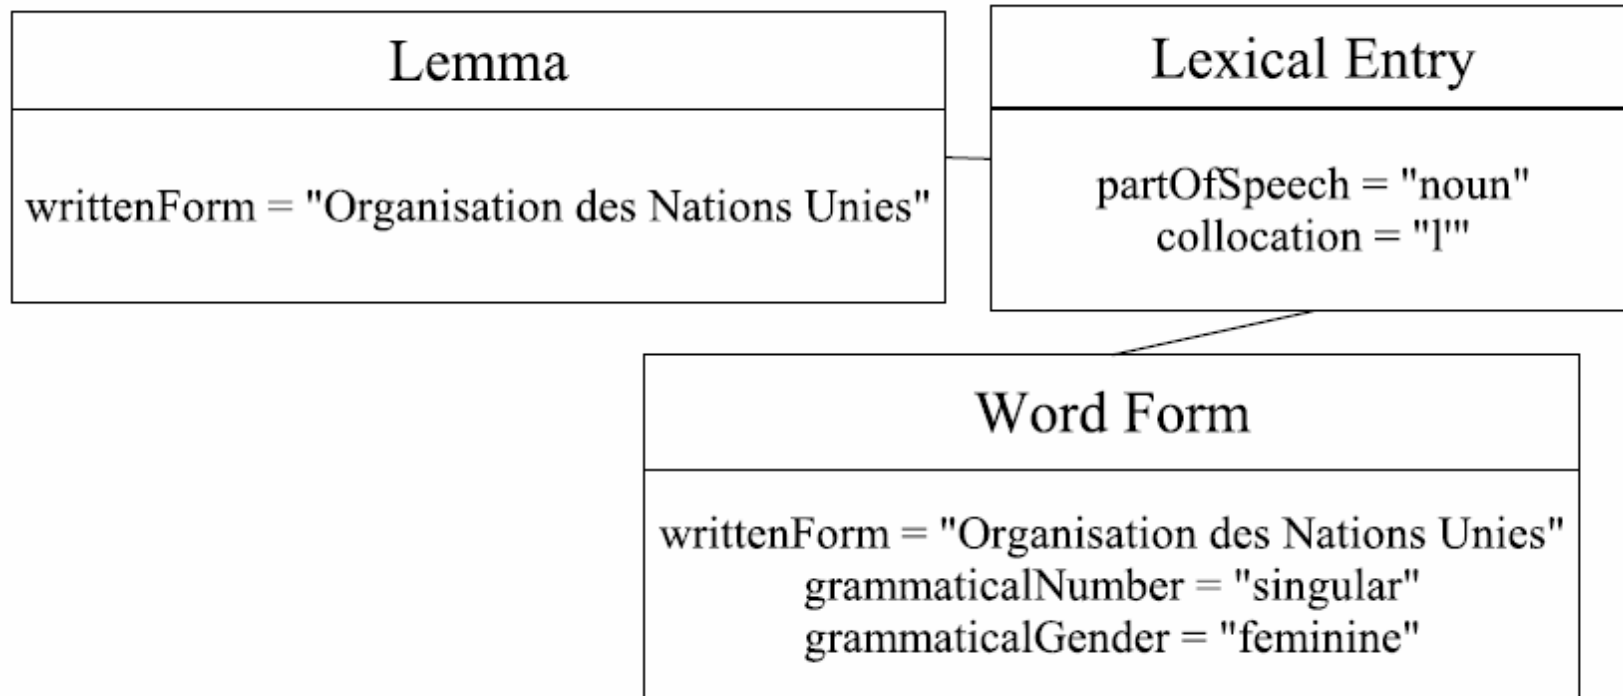 Lemma
writtenForm = "Organisation des Nations Unies"
Lexical Entry
partOfSpeech = "noun"
collocation = "l'"
Word Form
writtenForm = "Organisation des Nations Unies"
grammaticalNumber = "singular"
grammaticalGender = "feminine"